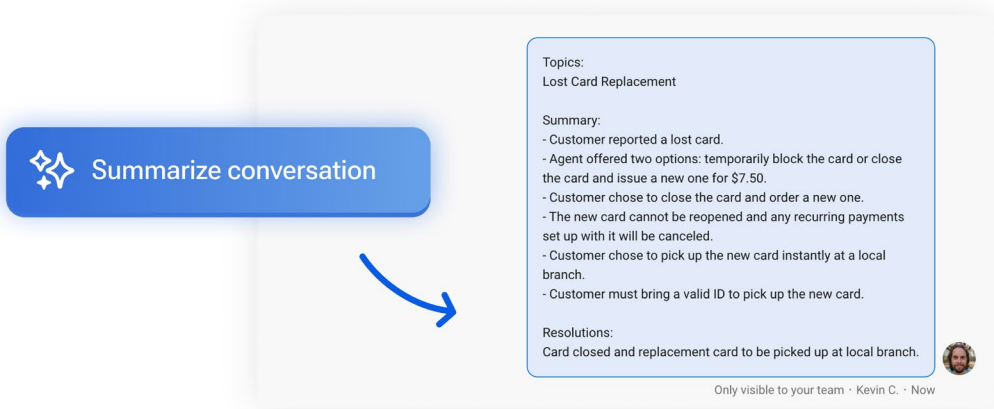 Summarize conversation
Topics:
Lost Card Replacement
Summary:
- Customer reported a lost card.
- Agent offered two options: temporarily block the card or close
the card and issue a new one for $7.50.
- Customer chose to close the card and order a new one.
- The new card cannot be reopened and any recurring payments
set up with it will be canceled.
- Customer chose to pick up the new card instantly at a local
branch.
- Customer must bring a valid ID to pick up the new card.
Resolutions:
Card closed and replacement card to be picked up at local branch.
Only visible to your team · Kevin C. · Now